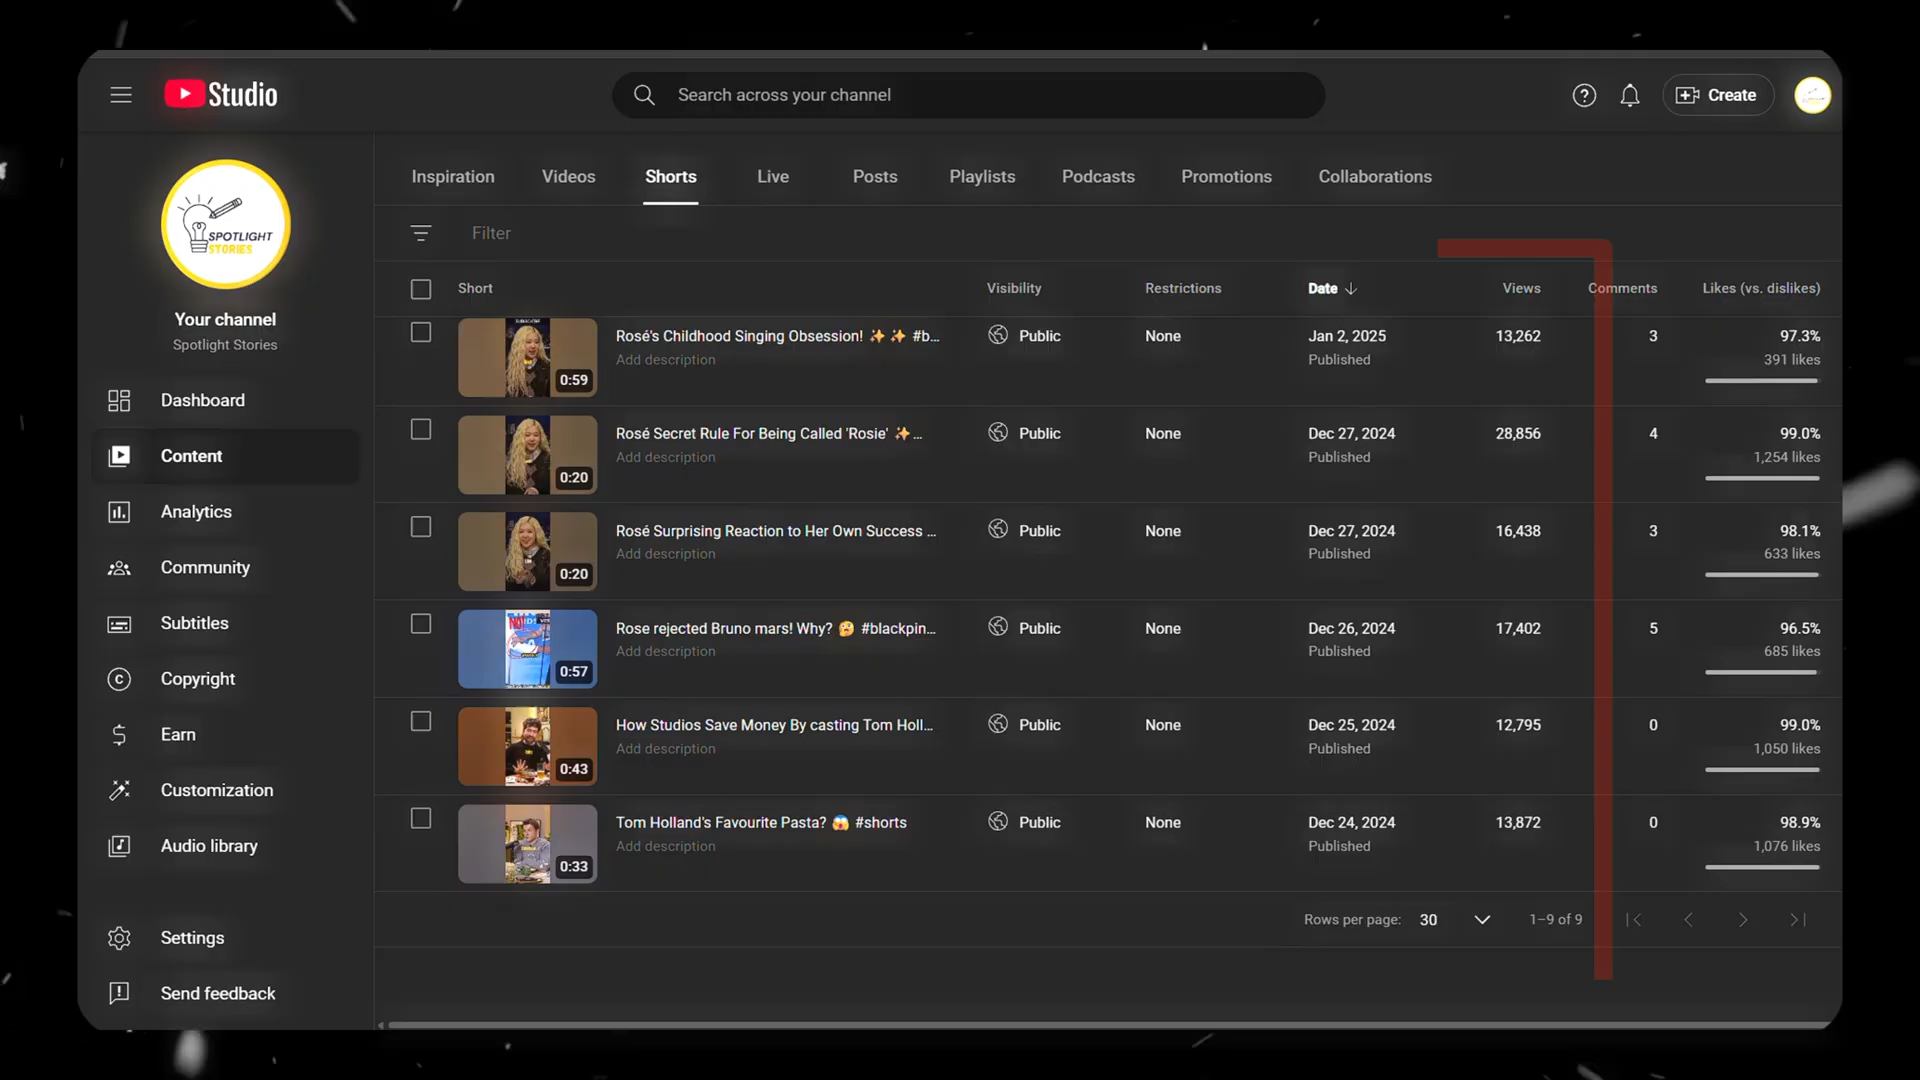 Studio
Search across your channel
Create
SPOTLIGHT
STORIES
Your channel
Spotlight Stories
Dashboard
Content
Analytics
Community
Subtitles
Copyright
Earn
Customization
Audio library
Settings
Send feedback
Inspiration Videos Shorts Live Posts Playlists Podcasts Promotions Collaborations
Filter
Short Visibility Restrictions Date Views Comments Likes (vs. dislikes)
Rosé's Childhood Singing Obsession! ✨ ✨ #b... Public None Jan 2, 2025 13,262 3 97.3%
Add description Published 391 likes
0:59
Rosé Secret Rule For Being Called 'Rosie' ✨... Public None Dec 27, 2024 28,856 4 99.0%
Add description Published 1,254 likes
0:20
Rosé Surprising Reaction to Her Own Success ... Public None Dec 27, 2024 16,438 3 98.1%
Add description Published 633 likes
0:20
Rose rejected Bruno mars! Why? 🤔 #blackpin... Public None Dec 26, 2024 17,402 5 96.5%
Add description Published 685 likes
0:57
How Studios Save Money By casting Tom Holl... Public None Dec 25, 2024 12,795 0 99.0%
Add description Published 1,050 likes
0:43
Tom Holland's Favourite Pasta? 😱 #shorts Public None Dec 24, 2024 13,872 0 98.9%
Add description Published 1,076 likes
0:33
Rows per page: 30 1–9 of 9